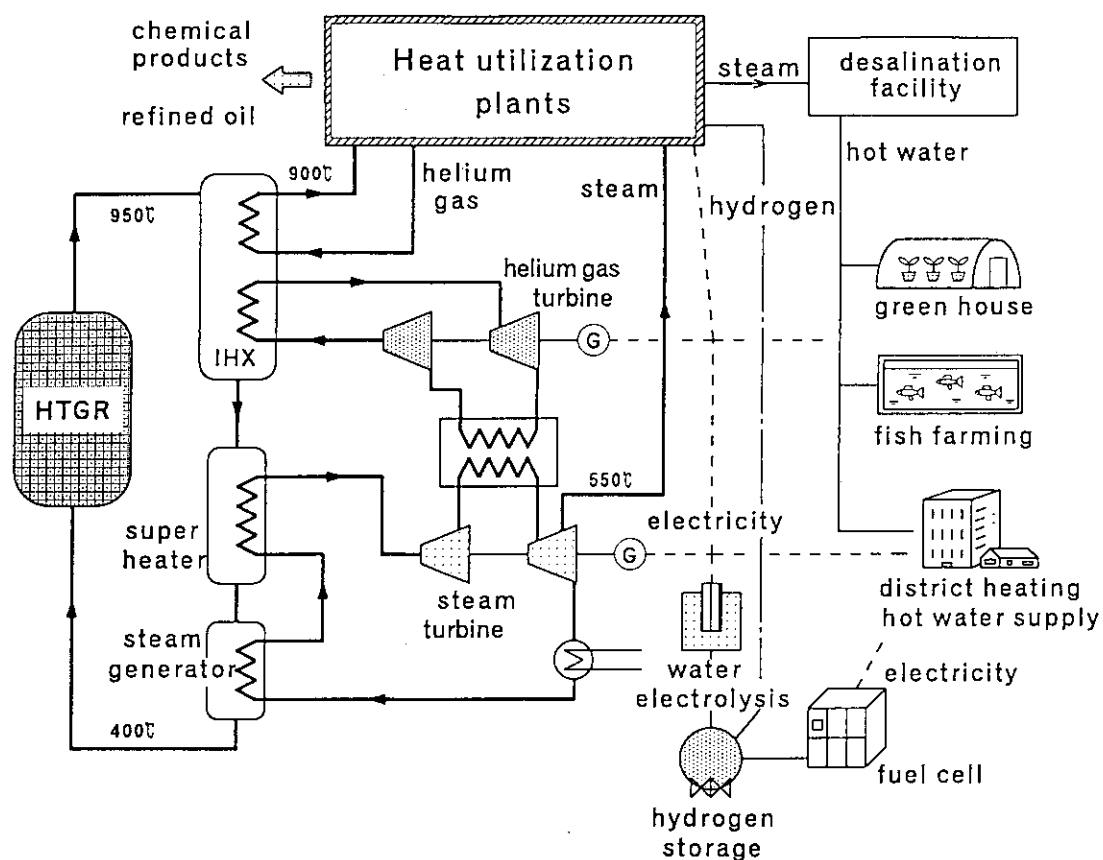 chemical
products
refined oil
Heat utilization
plants
steam
desalination
facility
hot water
900℃
helium
gas
steam
hydrogen
950℃
helium gas
turbine
green house
IHX
G
HTGR
fish farming
550℃
electricity
super
heater
G
steam
turbine
district heating
hot water supply
steam
generator
water
electrolysis
electricity
400℃
fuel cell
hydrogen
storage